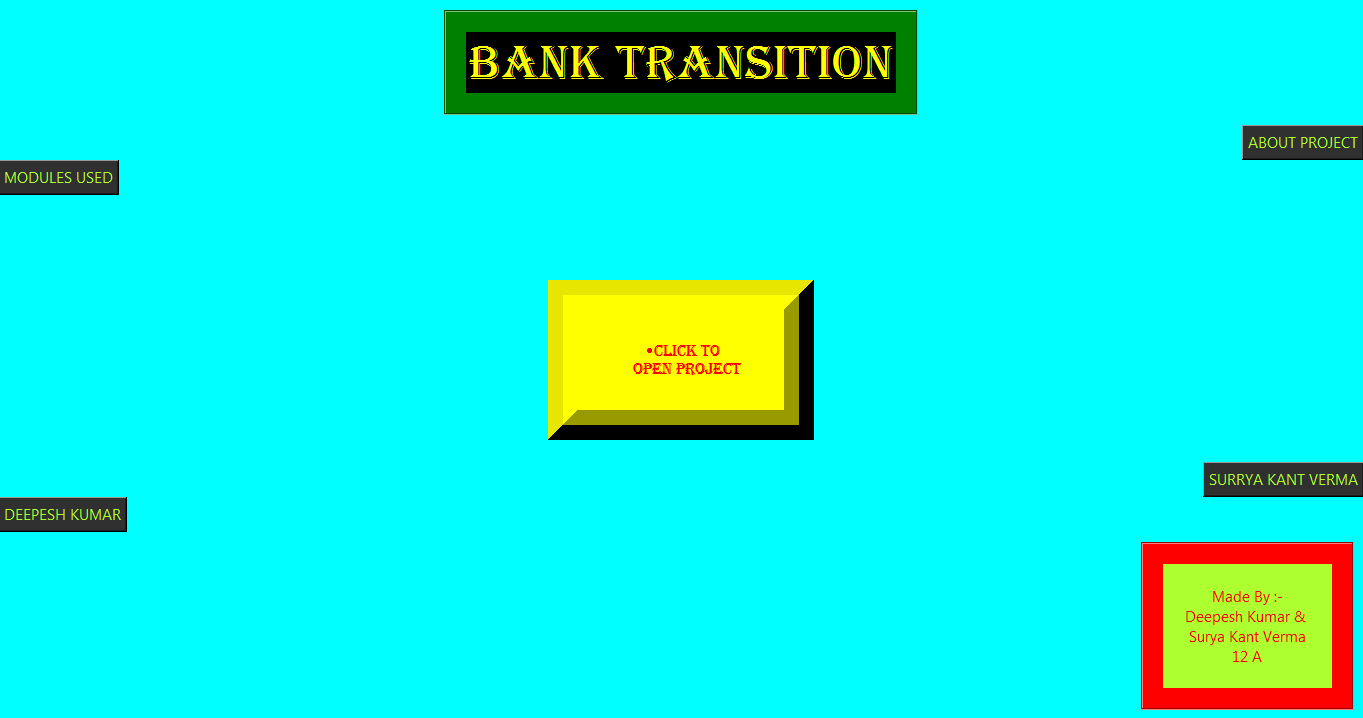 BANK TRANSITION
ABOUT PROJECT
MODULES USED
•CLICK TO
OPEN PROJECT
SURRYA KANT VERMA
DEEPESH KUMAR
Made By :-
Deepesh Kumar &
Surya Kant Verma
12 A